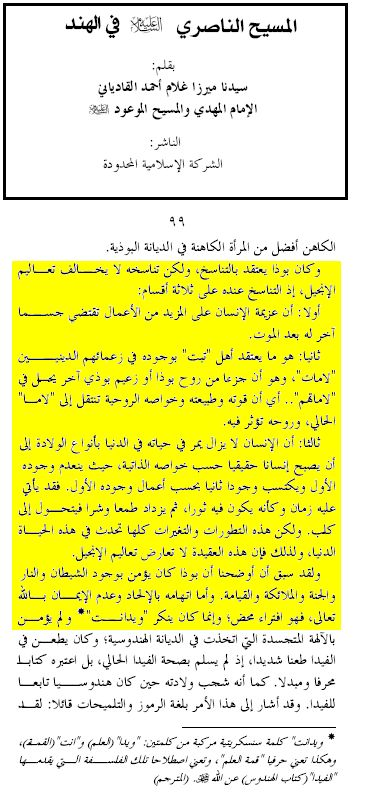 المسيح الناصري عليه السلام في الهند
بقلم:
سيدنا ميرزا غلام أحمد القادياني
الإمام المهدي والمسيح الموعود عليه السلام
الناشر:
الشركة الإسلامية المحدودة
٩٩
الكاهن أفضل من المرأة الكاهنة في الديانة البوذية.
وكان بوذا يعتقد بالتناسخ، ولكن تناسخه لا يخالف تعاليم
الإنجيل، إذ التناسخ عنده على ثلاثة أقسام:
أولا: أن عزيمة الإنسان على المزيد من الأعمال تقتضي جسما
آخر له بعد الموت.
ثانيا: هو ما يعتقد أهل "تبت" بوجوده في زعمائهم الدينيين
"لامات"، وهو أن جزءا من روح بوذا أو زعيم بوذي آخر يحل في
"لاماتهم".. أي أن قوته وطبيعته وخواصه الروحية تنتقل إلى "لاما"
الحالي، وروحه تؤثر فيه.
ثالثا: أن الإنسان لا يزال يمر في حياته في الدنيا بأنواع الولادة إلى
أن يصبح إنسانا حقيقيا حسب خواصه الذاتية، حيث ينعدم وجوده
الأول ويكتسب وجودا ثانيا بحسب أعمال وجوده الأول. فقد يأتي
عليه زمان وكأنه يكون فيه ثورا، ثم يزداد طمعا وشرا فيتحول إلى
كلب. ولكن هذه التطورات والتغيرات كلها تحدث في هذه الحياة
الدنيا، ولذلك فإن هذه العقيدة لا تعارض تعاليم الإنجيل.
ولقد سبق أن أوضحنا أن بوذا كان يؤمن بوجود الشيطان والنار
والجنة والملائكة والقيامة. وأما اتهامه بالإلحاد وعدم الإيمان بالله
تعالى، فهو افتراء محض؛ وإنما كان ينكر "ويدانت"* ولم يؤمن
بالآلهة المتجسدة التي اتخذت في الديانة الهندوسية؛ وكان يطعن في
الفيدا طعنا شديدا، إذ لم يسلم بصحة الفيدا الحالي، بل اعتبره كتابا
محرفا ومبدلا. كما أنه شجب ولادته حين كان هندوسيا تابعا
للفيدا. وقد أشار إلى هذا الأمر بلغة الرموز والتلميحات قائلا: لقد
* ويدانت" كلمة سنسكريتية مركبة من كلمتين: "ويدا" (العلم) و"انت" (القمة)،
وهكذا تعني حرفيا "قمة العلم"، وتعني اصطلاحا تلك الفلسفة التي يقدمها
"الفيد" (كتاب الهندوس) عن الله ﷻ. (المترجم)